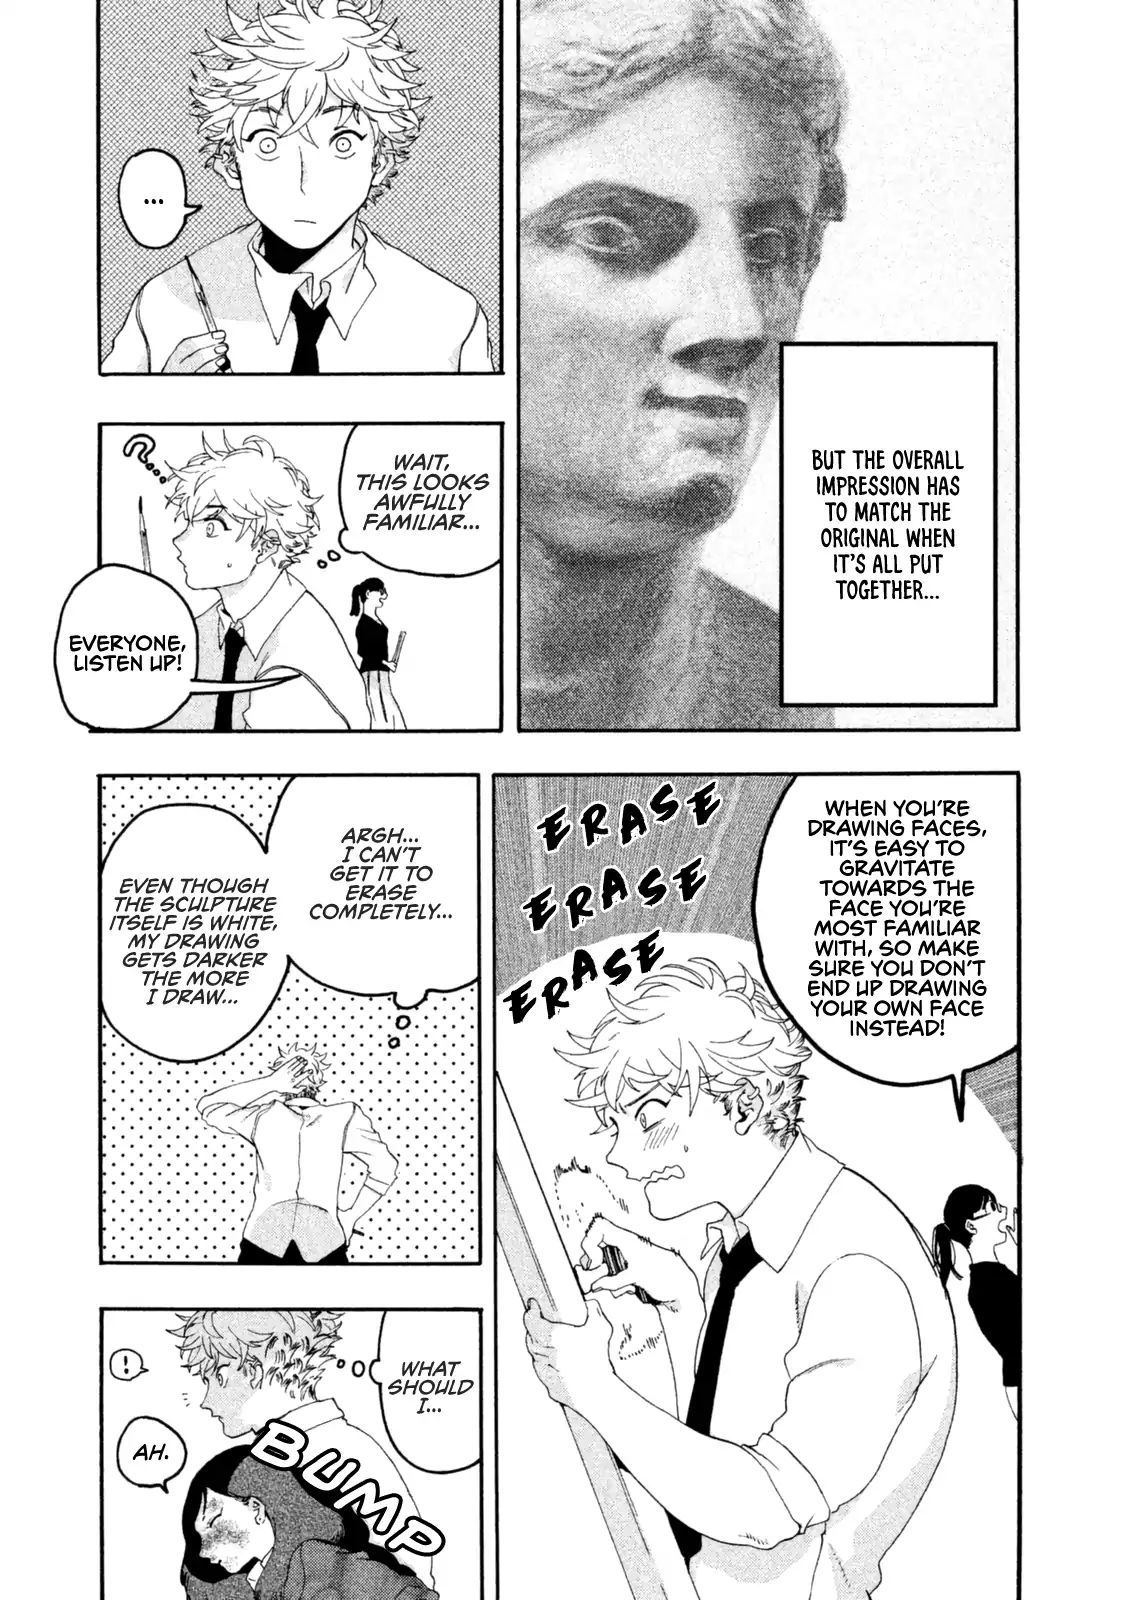 BUT THE OVERALL
IMPRESSION HAS
TO MATCH THE
ORIGINAL WHEN
IT'S ALL PUT
TOGETHER...
...
WAIT,
THIS LOOKS
AWFULLY
FAMILIAR...
?...
EVERYONE,
LISTEN UP!
WHEN YOU'RE
DRAWING FACES,
IT'S EASY TO
GRAVITATE
TOWARDS THE
FACE YOU'RE
MOST FAMILIAR
WITH, SO MAKE
SURE YOU DON'T
END UP DRAWING
YOUR OWN FACE
INSTEAD!
ERASE
ERASE
ERASE
ARGH...
I CAN'T
GET IT TO
ERASE
COMPLETELY...
EVEN THOUGH
THE SCULPTURE
ITSELF IS WHITE,
MY DRAWING
GETS DARKER
THE MORE
I DRAW...
WHAT
SHOULD
I...
!
BUMP
AH.